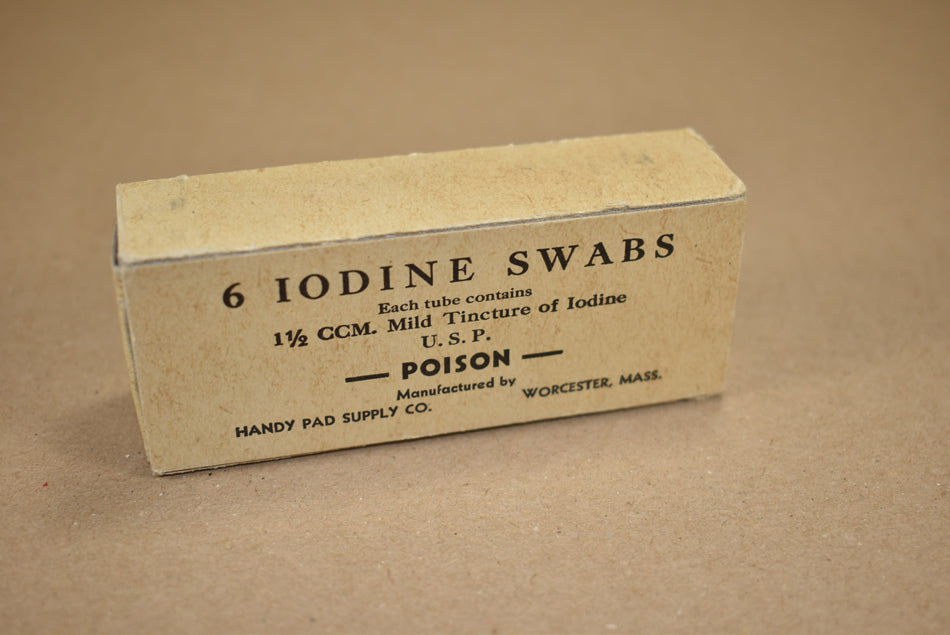 6 IODINE SWABS
Each tube contains
1½ CCM. Mild Tincture of Iodine
U. S. P.
— POISON —
Manufactured by
HANDY PAD SUPPLY CO. WORCESTER, MASS.